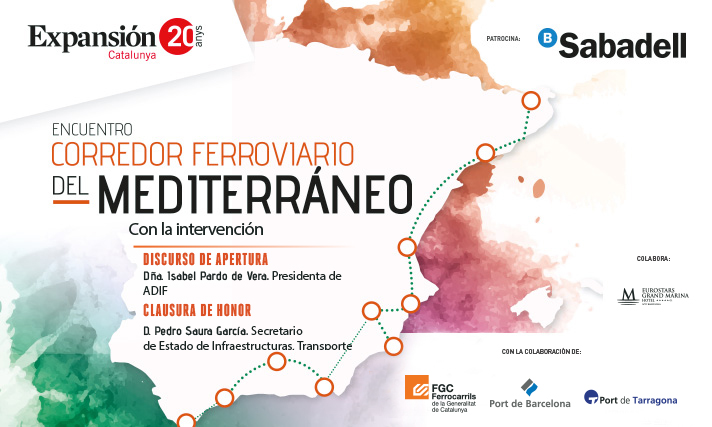 Expansión 20 anys
Catalunya
PATROCINA:
B Sabadell
ENCUENTRO
CORREDOR FERROVIARIO
DEL MEDITERRÁNEO
Con la intervención
DISCURSO DE APERTURA
Dña. Isabel Pardo de Vera. Presidenta de
ADIF
CLAUSURA DE HONOR
D. Pedro Saura García. Secretario
de Estado de Infraestructuras, Transporte
COLABORA:
M EUROSTARS
GRAND MARINA
HOTEL
CON LA COLABORACIÓN DE:
FGC
Ferrocarrils
de la Generalitat
de Catalunya
Port de Barcelona
Port de Tarragona